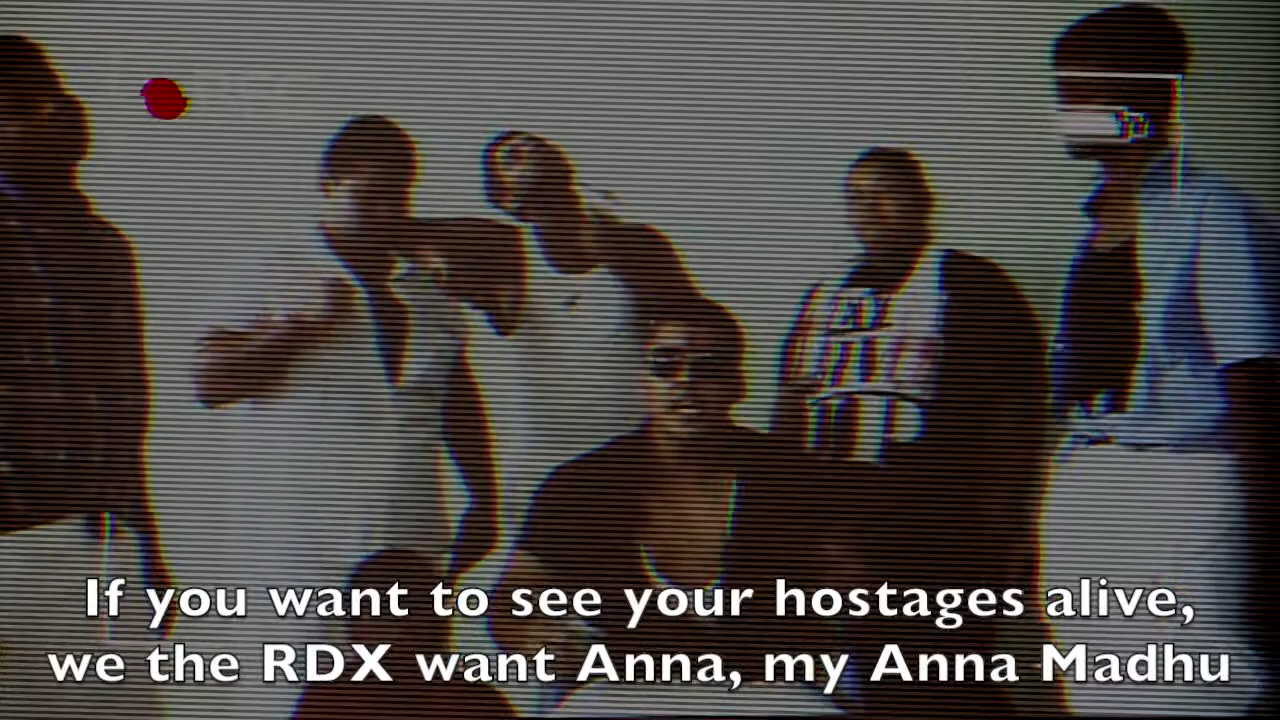 If you want to see your hostages alive,
we the RDX want Anna, my Anna Madhu